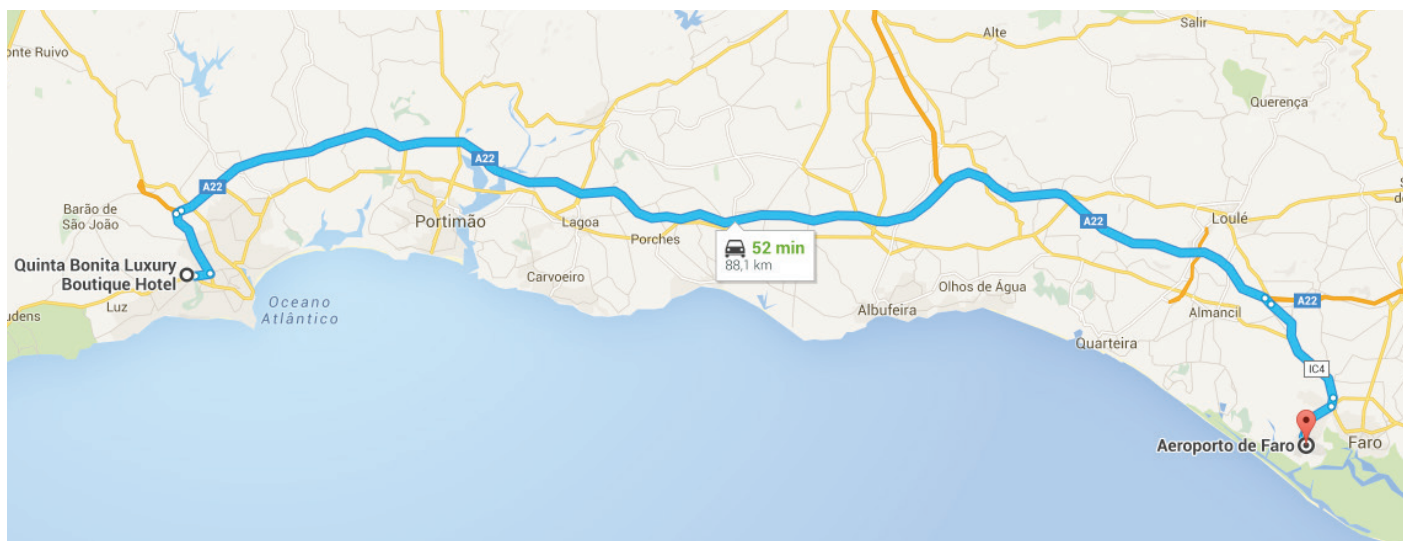 onte Ruivo
Alte
Salir
Querença
A22
A22
Barão de
São João
Portimão
Lagoa
Porches
52 min
88,1 km
A22
Loulé
Quinta Bonita Luxury
Boutique Hotel
Luz
udens
Oceano
Atlântico
Carvoeiro
Albufeira
Olhos de Água
Quarteira
Almancil
A22
IC4
Aeroporto de Faro
Faro